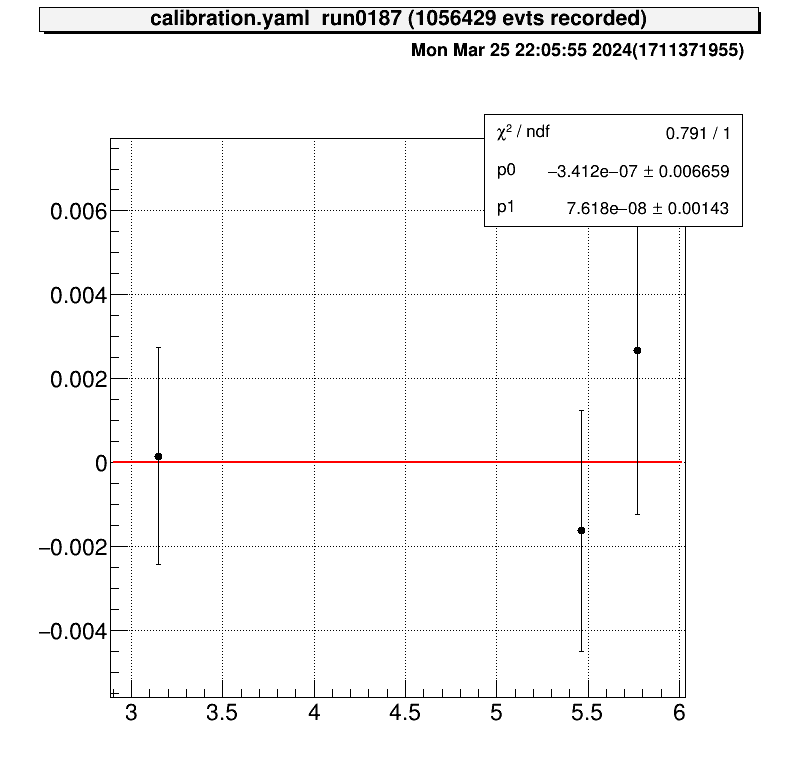 calibration.yaml  run0187 (1056429 evts recorded)
Mon Mar 25 22:05:55 2024(1711371955)
χ² / ndf 0.791 / 1
p0 −3.412e−07 ± 0.006659
p1 7.618e−08 ± 0.00143
0.006
0.004
0.002
0
−0.002
−0.004
3 3.5 4 4.5 5 5.5 6